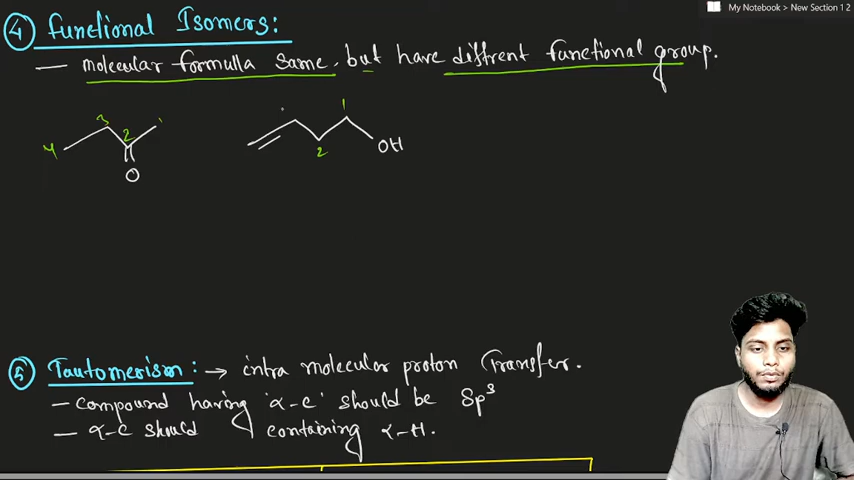 My Notebook > New Section 1 2
④ Functional Isomers:
— molecular formulla same, but have diffrent functional group.
4 3 2 1 O
1 2 OH
⑤ Tautomerism : → intra molecular proton Transfer.
– compound having 'α-c' should be Sp³
– α-c should containing α-H.